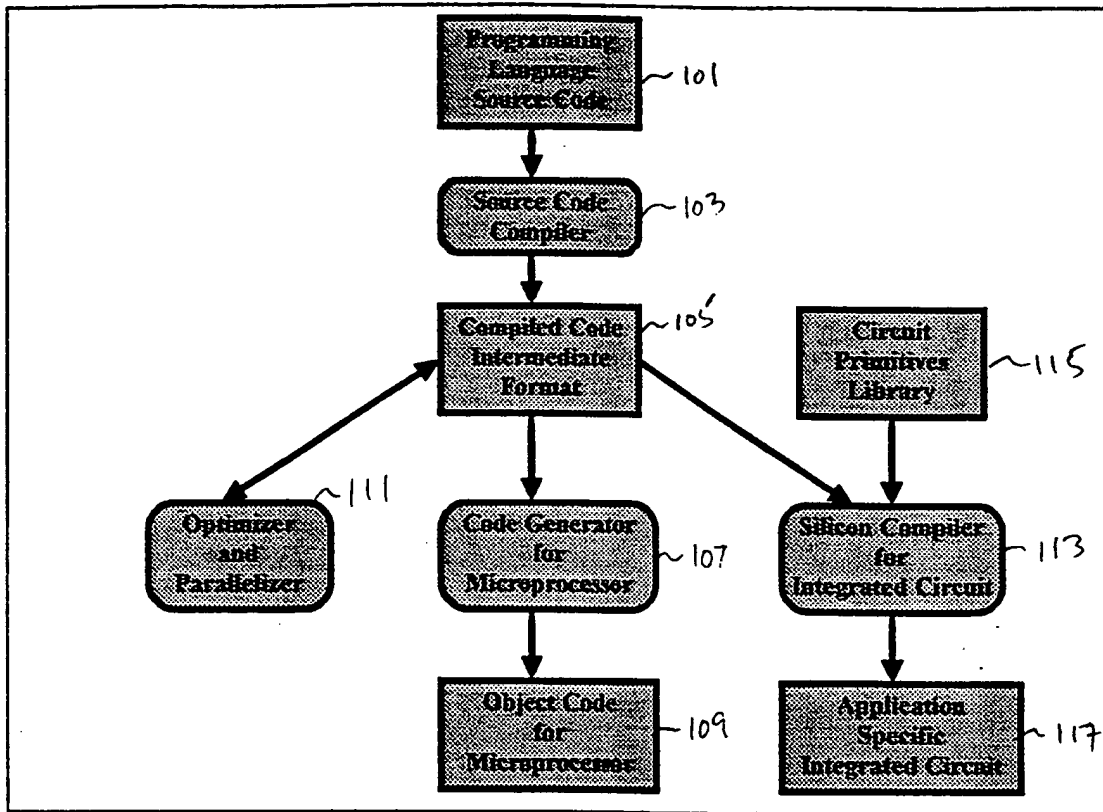 Programming
Language
Source Code
101
Source Code
Compiler
103
Compiled Code
Intermediate
Format
105
Circuit
Primitives
Library
115
Optimizer
and
Parallelizer
111
Code Generator
for
Microprocessor
107
Silicon Compiler
for
Integrated Circuit
113
Object Code
for
Microprocessor
109
Application
Specific
Integrated Circuit
117